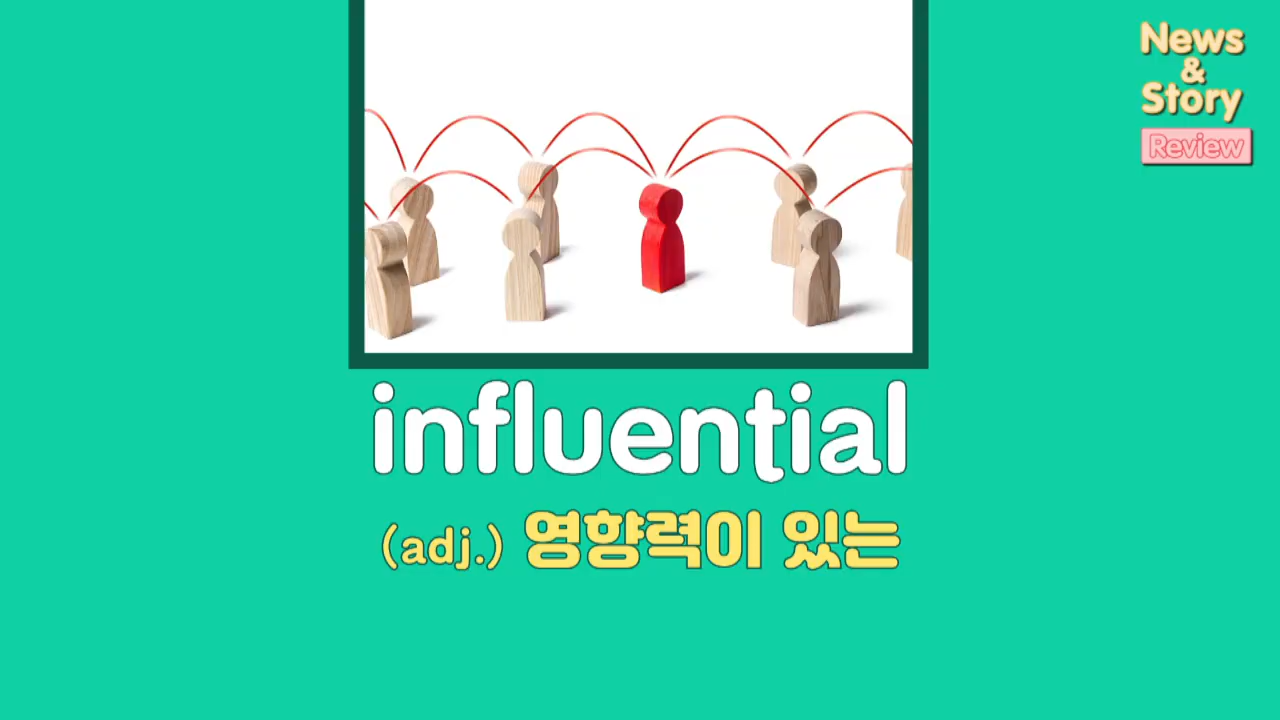 News
&
Story
Review
influential
(adj.) 영향력이 있는